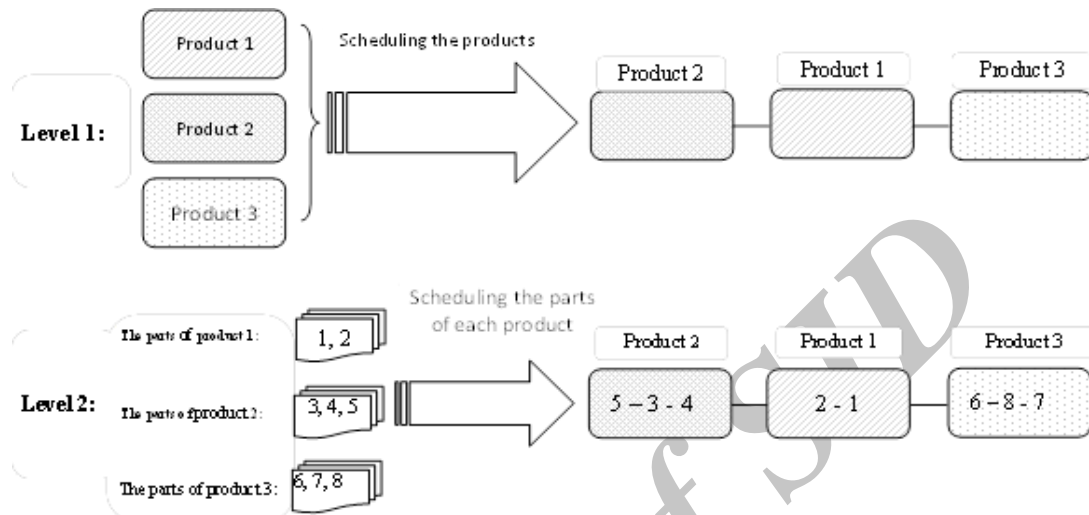 Level 1:
Product 1
Product 2
Product 3
Scheduling the products
Product 2
Product 1
Product 3
Level 2:
The parts of product 1:
1, 2
The parts of product 2:
3, 4, 5
The parts of product 3:
6, 7, 8
Scheduling the parts
of each product
Product 2
Product 1
Product 3
5 – 3 - 4
2 - 1
6 – 8 - 7
f SID